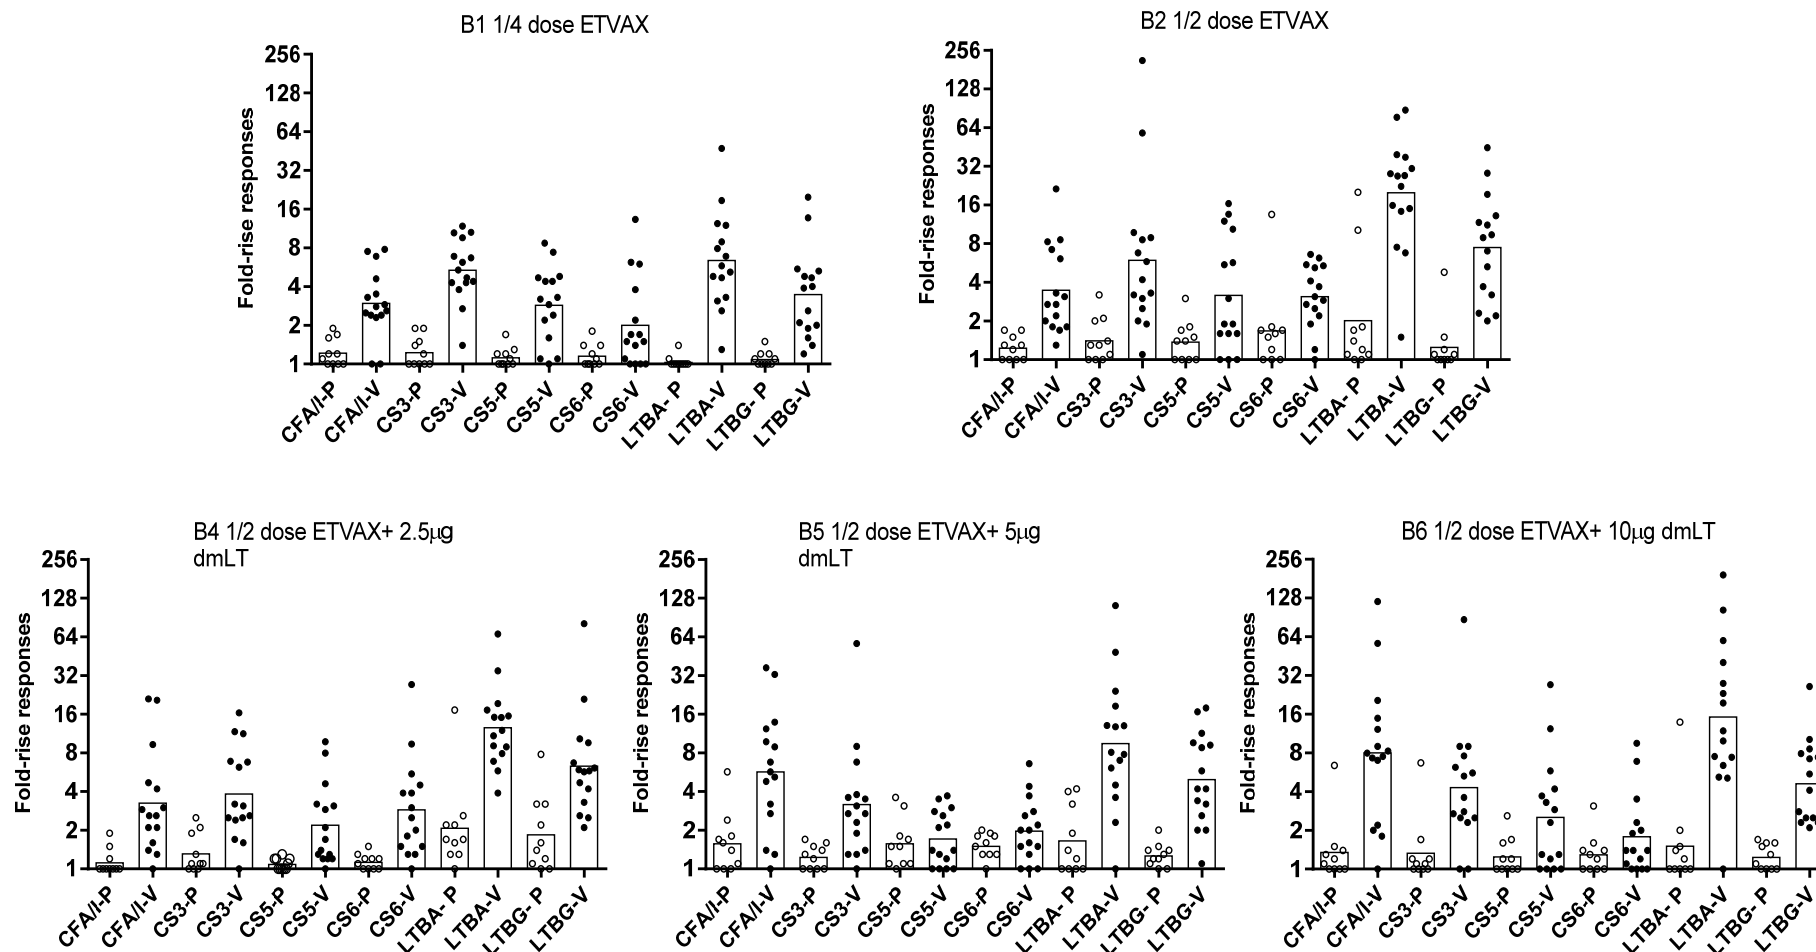 B1 1/4 dose ETVAX
Fold-rise responses
256
128
64
32
16
8
4
2
1
CFA/I-P
CFA/I-V
CS3-P
CS3-V
CS5-P
CS5-V
CS6-P
CS6-V
LTBA- P
LTBA-V
LTBG- P
LTBG-V
B2 1/2 dose ETVAX
Fold-rise responses
256
128
64
32
16
8
4
2
1
CFA/I-P
CFA/I-V
CS3-P
CS3-V
CS5-P
CS5-V
CS6-P
CS6-V
LTBA- P
LTBA-V
LTBG- P
LTBG-V
B4 1/2 dose ETVAX+ 2.5µg
dmLT
Fold-rise responses
256
128
64
32
16
8
4
2
1
CFA/I-P
CFA/I-V
CS3-P
CS3-V
CS5-P
CS5-V
CS6-P
CS6-V
LTBA- P
LTBA-V
LTBG- P
LTBG-V
B5 1/2 dose ETVAX+ 5µg
dmLT
Fold-rise responses
256
128
64
32
16
8
4
2
1
CFA/I-P
CFA/I-V
CS3-P
CS3-V
CS5-P
CS5-V
CS6-P
CS6-V
LTBA- P
LTBA-V
LTBG- P
LTBG-V
B6 1/2 dose ETVAX+ 10µg dmLT
Fold-rise responses
256
128
64
32
16
8
4
2
1
CFA/I-P
CFA/I-V
CS3-P
CS3-V
CS5-P
CS5-V
CS6-P
CS6-V
LTBA- P
LTBA-V
LTBG- P
LTBG-V